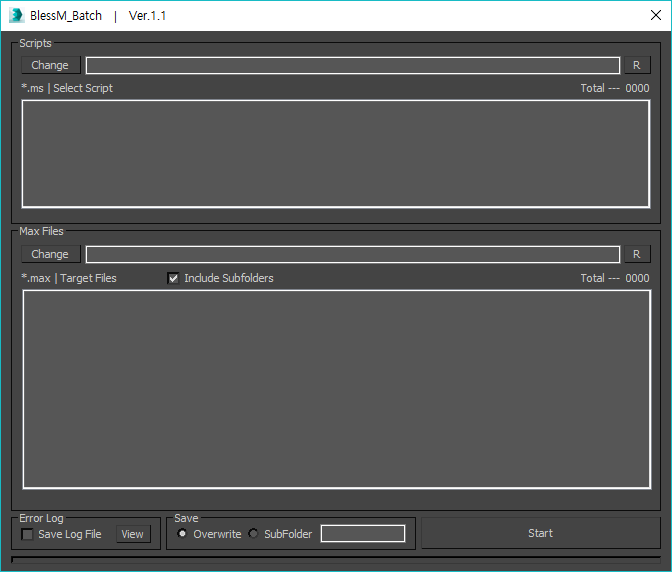 BlessM_Batch | Ver.1.1
Scripts
Change R
*.ms | Select Script Total --- 0000
Max Files
Change R
*.max | Target Files Include Subfolders Total --- 0000
Error Log Save
Save Log File View Overwrite SubFolder Start